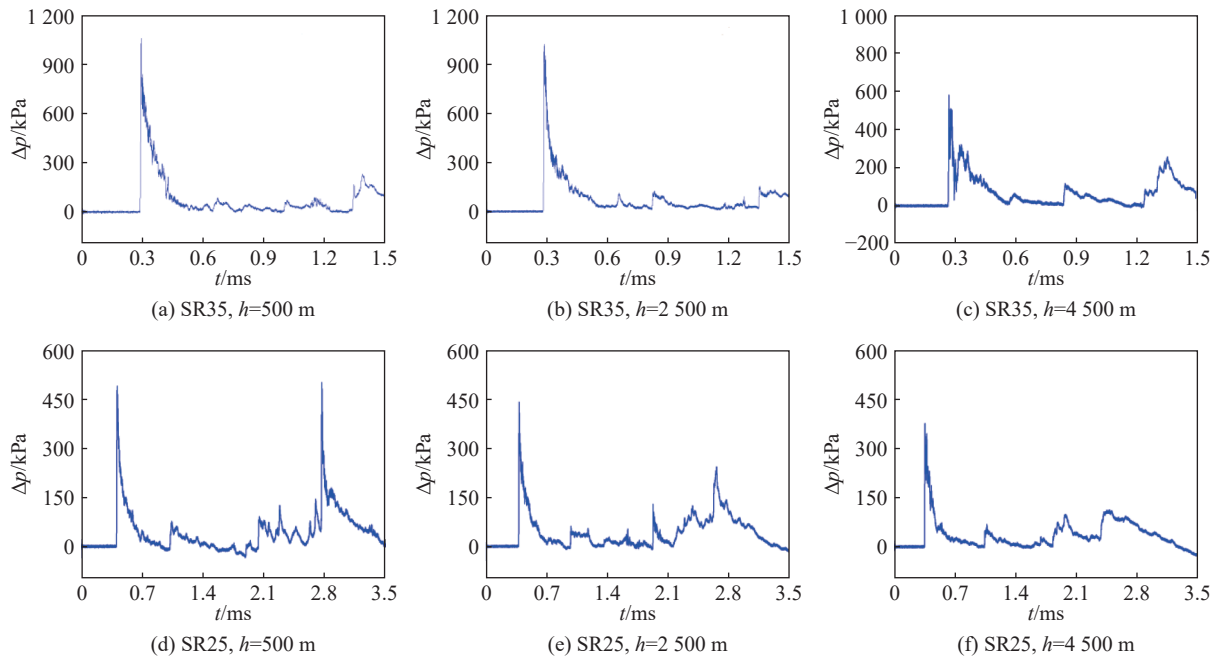 1 200
900
600
300
0
Δp/kPa
0 0.3 0.6 0.9 1.2 1.5
t/ms
(a) SR35, h=500 m
1 200
900
600
300
0
Δp/kPa
0 0.3 0.6 0.9 1.2 1.5
t/ms
(b) SR35, h=2 500 m
1 000
800
600
400
200
0
−200
Δp/kPa
0 0.3 0.6 0.9 1.2 1.5
t/ms
(c) SR35, h=4 500 m
600
450
300
150
0
Δp/kPa
0 0.7 1.4 2.1 2.8 3.5
t/ms
(d) SR25, h=500 m
600
450
300
150
0
Δp/kPa
0 0.7 1.4 2.1 2.8 3.5
t/ms
(e) SR25, h=2 500 m
600
450
300
150
0
Δp/kPa
0 0.7 1.4 2.1 2.8 3.5
t/ms
(f) SR25, h=4 500 m